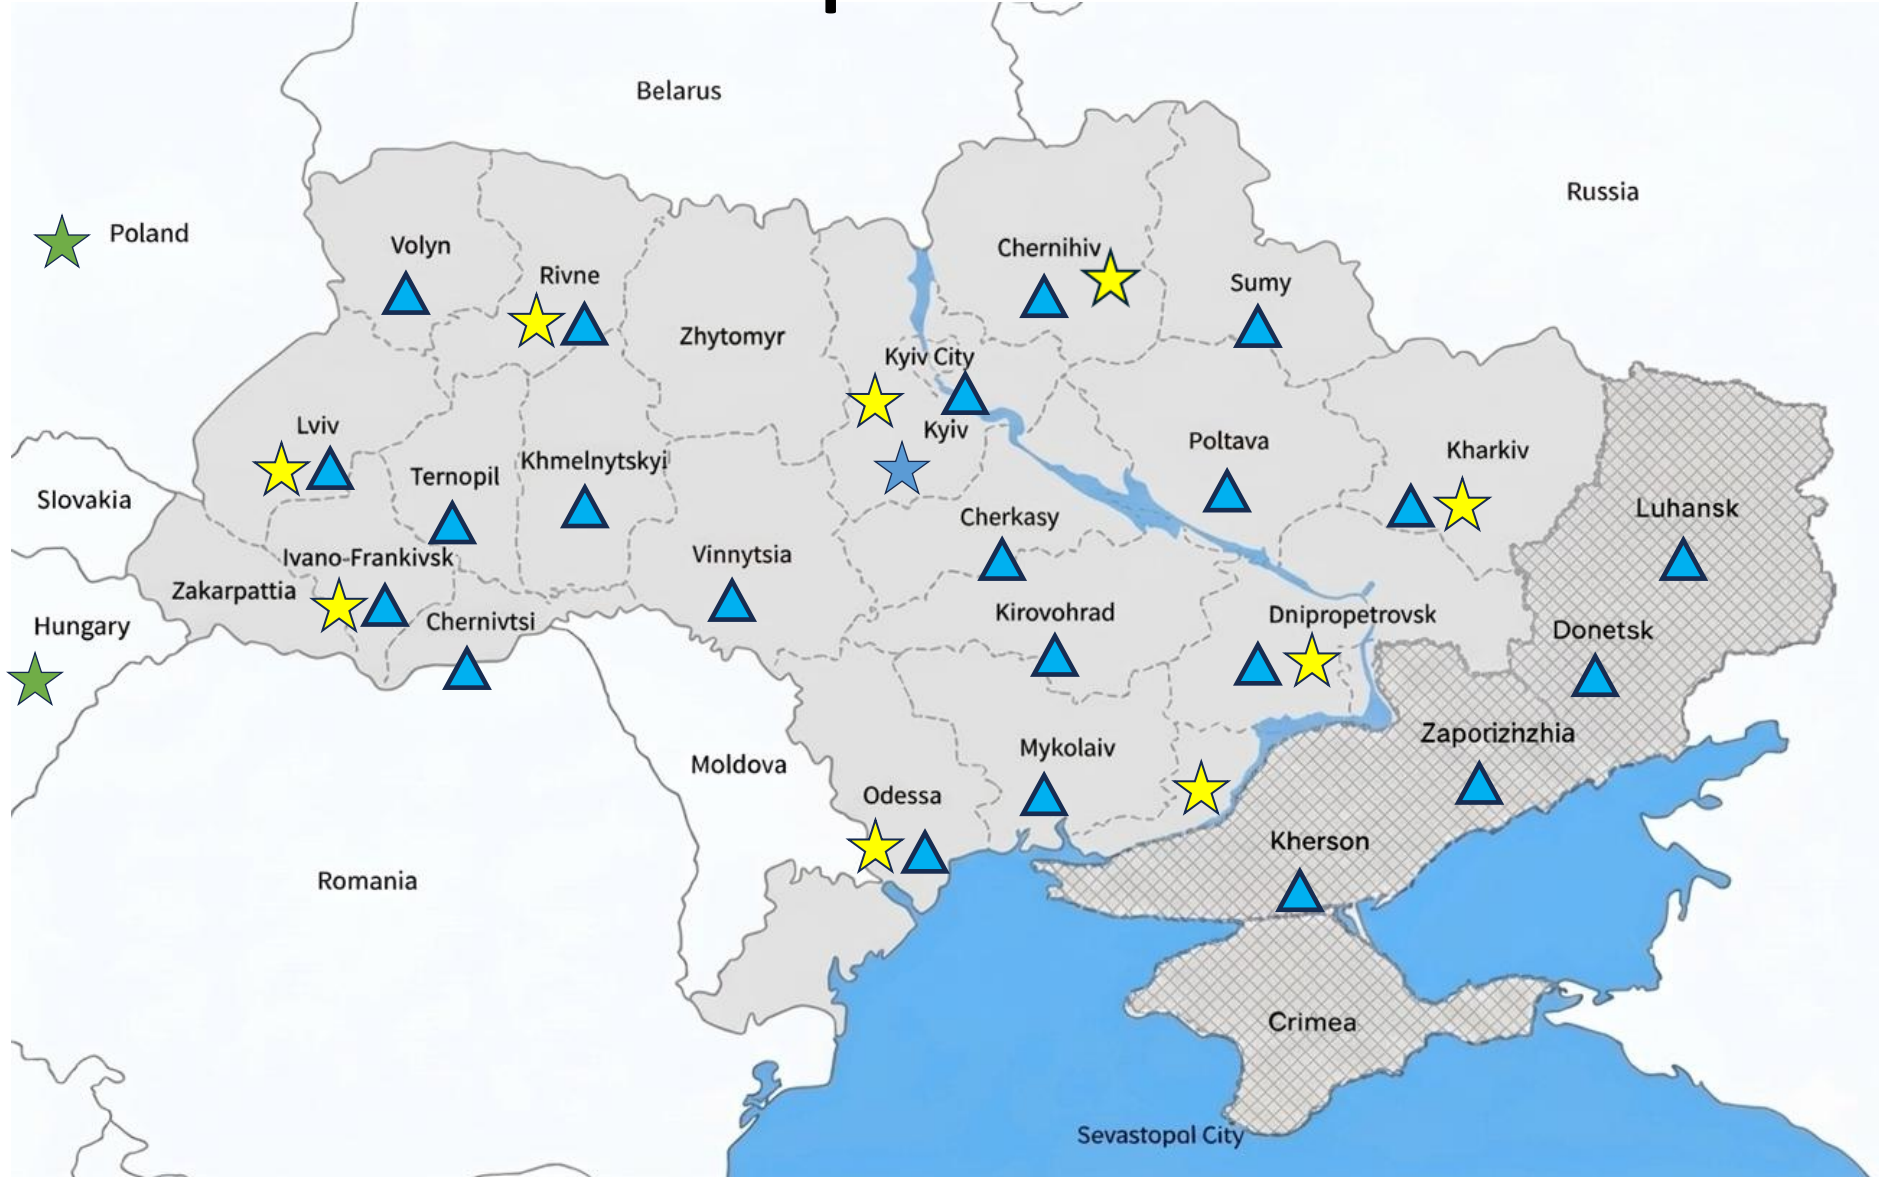 Belarus
Russia
Poland
Volyn
Chernihiv
Rivne
Sumy
Zhytomyr
Kyiv City
Lviv
Kyiv
Poltava
Kharkiv
Khmelnytskyi
Ternopil
Slovakia
Luhansk
Cherkasy
Ivano-Frankivsk
Vinnytsia
Zakarpattia
Kirovohrad
Dnipropetrovsk
Hungary
Chernivtsi
Donetsk
Zaporizhzhia
Mykolaiv
Moldova
Odessa
Kherson
Romania
Crimea
Sevastopol City